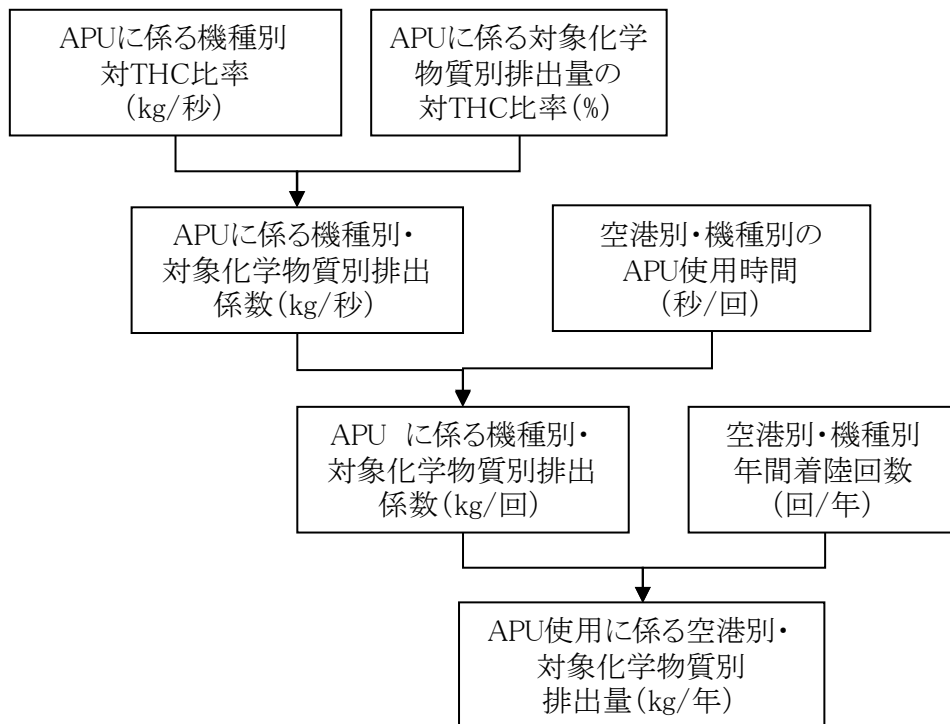 APUに係る機種別
対THC比率
(kg/秒)
APUに係る対象化学
物質別排出量の
対THC比率(%)
APUに係る機種別・
対象化学物質別排出
係数(kg/秒)
空港別・機種別の
APU使用時間
(秒/回)
APU に係る機種別・
対象化学物質別排出
係数(kg/回)
空港別・機種別
年間着陸回数
(回/年)
APU使用に係る空港別・
対象化学物質別
排出量(kg/年)